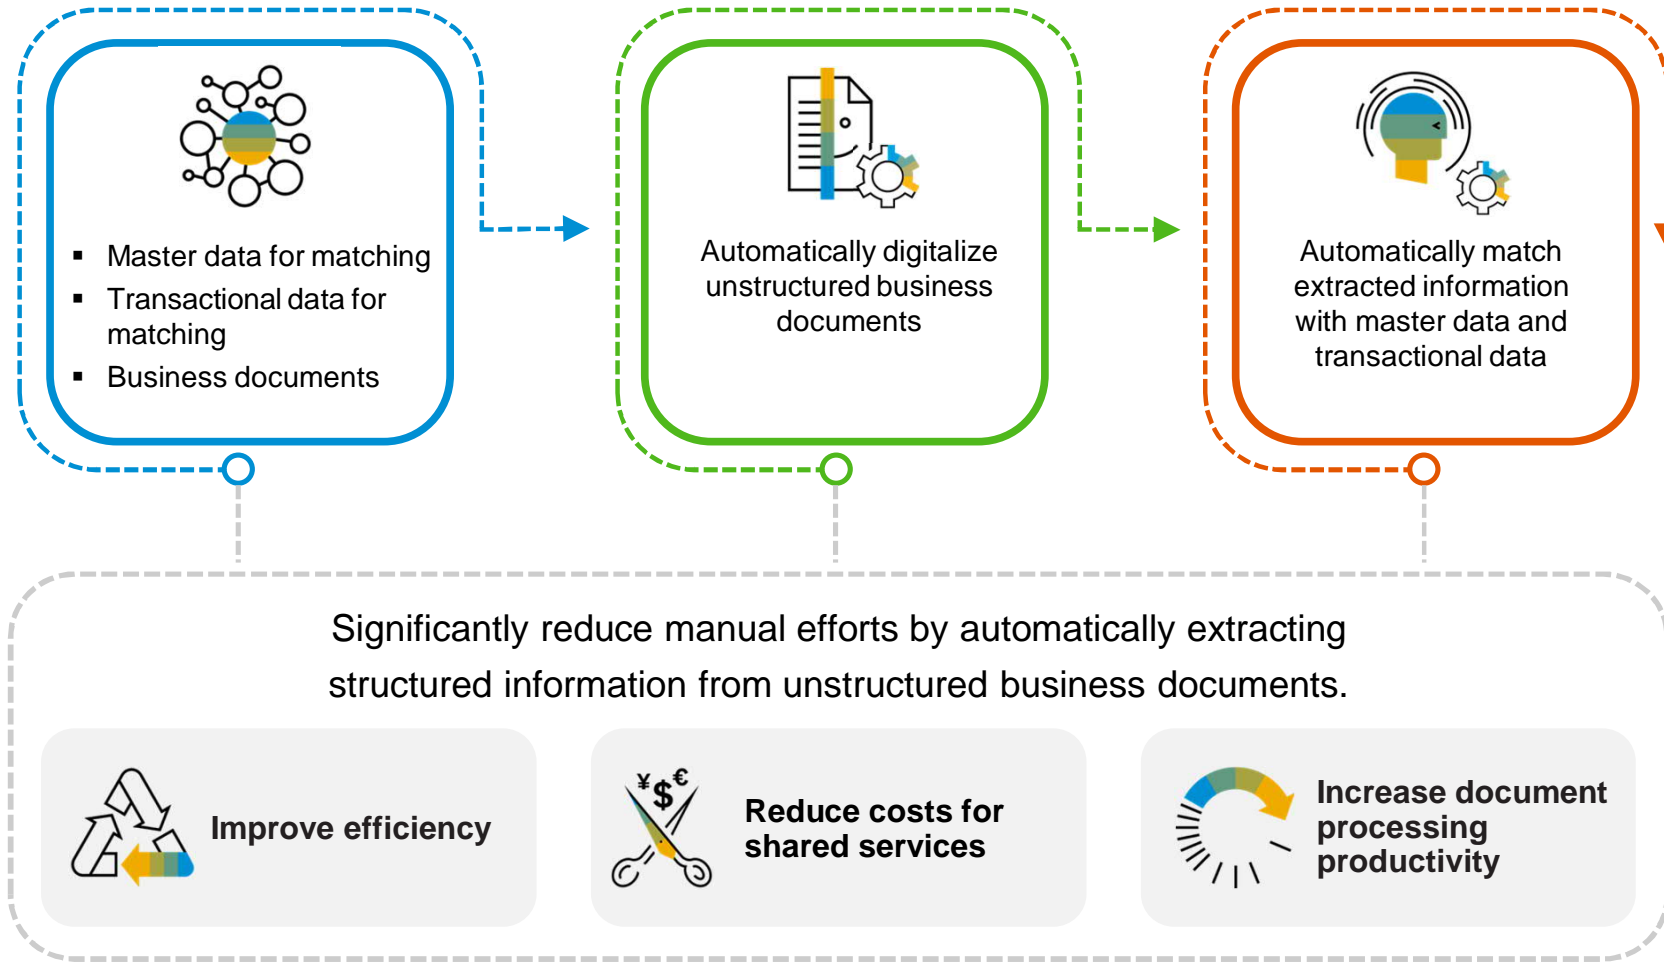 ▪ Master data for matching
▪ Transactional data for
matching
▪ Business documents
Automatically digitalize
unstructured business
documents
Automatically match
extracted information
with master data and
transactional data
Significantly reduce manual efforts by automatically extracting
structured information from unstructured business documents.
Improve efficiency
¥$€
Reduce costs for
shared services
Increase document
processing
productivity